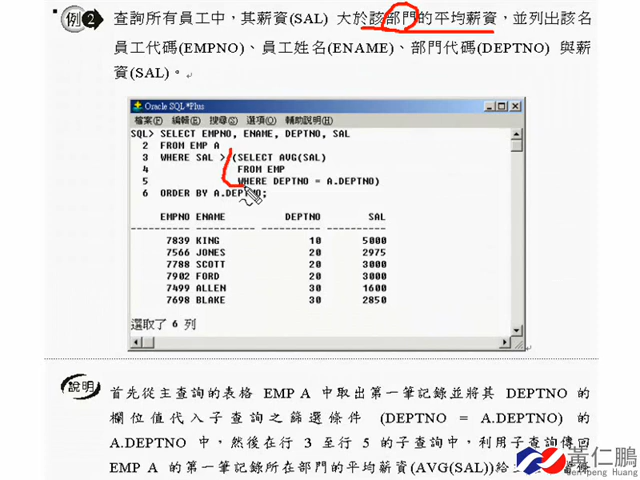 例 2 查詢所有員工中，其薪資(SAL) 大於該部門的平均薪資，並列出該名
員工代碼(EMPNO)、員工姓名(ENAME)、部門代碼(DEPTNO) 與薪
資(SAL)。
Oracle SQL*Plus
檔案(F) 編輯(E) 搜尋(S) 選項(O) 輔助說明(H)
SQL> SELECT EMPNO, ENAME, DEPTNO, SAL
2 FROM EMP A
3 WHERE SAL > (SELECT AVG(SAL)
4 FROM EMP
5 WHERE DEPTNO = A.DEPTNO)
6 ORDER BY A.DEPTNO;
EMPNO ENAME DEPTNO SAL
---------- ---------- ---------- ----------
7839 KING 10 5000
7566 JONES 20 2975
7788 SCOTT 20 3000
7902 FORD 20 3000
7499 ALLEN 30 1600
7698 BLAKE 30 2850
選取了 6 列
說明
首先從主查詢的表格 EMP A 中取出第一筆記錄並將其 DEPTNO 的
欄位值代入子查詢之篩選條件 (DEPTNO = A.DEPTNO) 的
A.DEPTNO 中，然後在行 3 至行 5 的子查詢中，利用子查詢傳回
EMP A 的第一筆記錄所在部門的平均薪資(AVG(SAL))給
黃仁鵬
Jen-peng Huang